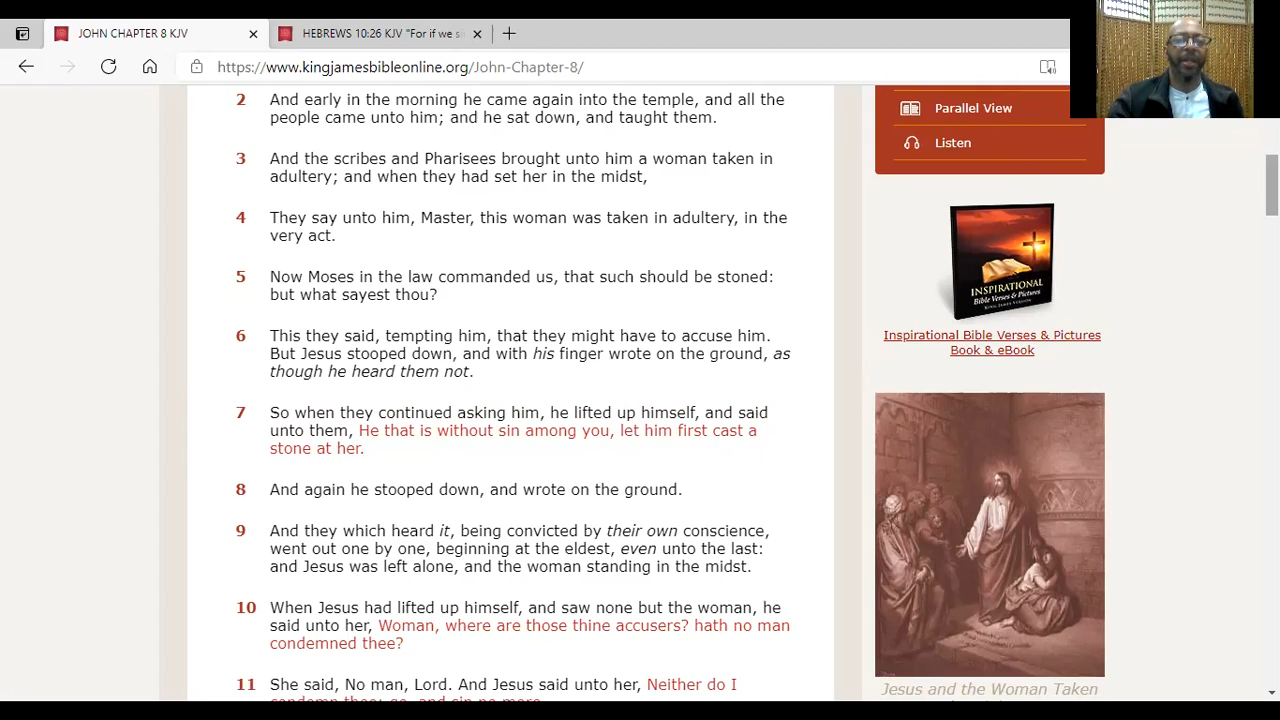 JOHN CHAPTER 8 KJV
HEBREWS 10:26 KJV "For if we s
https://www.kingjamesbibleonline.org/John-Chapter-8/
2 And early in the morning he came again into the temple, and all the
people came unto him; and he sat down, and taught them.
3 And the scribes and Pharisees brought unto him a woman taken in
adultery; and when they had set her in the midst,
4 They say unto him, Master, this woman was taken in adultery, in the
very act.
5 Now Moses in the law commanded us, that such should be stoned:
but what sayest thou?
6 This they said, tempting him, that they might have to accuse him.
But Jesus stooped down, and with his finger wrote on the ground, as
though he heard them not.
7 So when they continued asking him, he lifted up himself, and said
unto them, He that is without sin among you, let him first cast a
stone at her.
8 And again he stooped down, and wrote on the ground.
9 And they which heard it, being convicted by their own conscience,
went out one by one, beginning at the eldest, even unto the last:
and Jesus was left alone, and the woman standing in the midst.
10 When Jesus had lifted up himself, and saw none but the woman, he
said unto her, Woman, where are those thine accusers? hath no man
condemned thee?
11 She said, No man, Lord. And Jesus said unto her, Neither do I
condemn thee: go, and sin no more.
Parallel View
Listen
INSPIRATIONAL
Bible Verses & Pictures
KING JAMES VERSION
Inspirational Bible Verses & Pictures
Book & eBook
Jesus and the Woman Taken